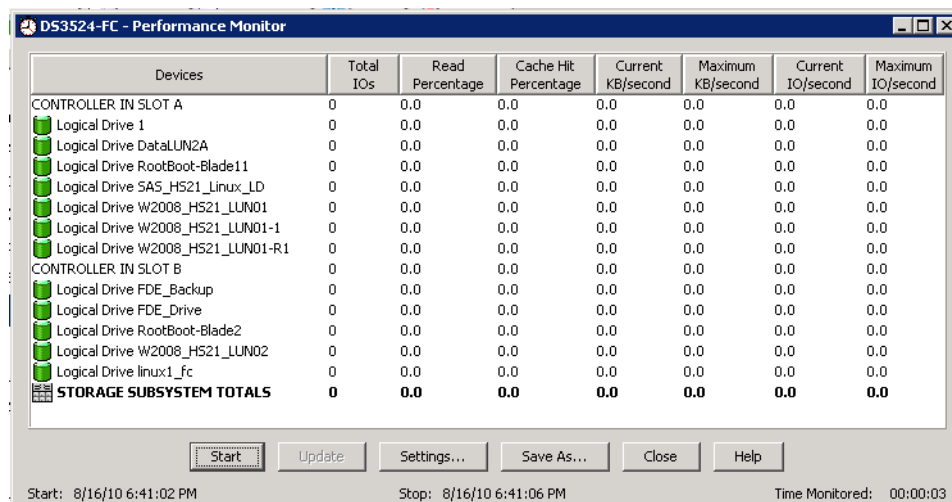 DS3524-FC - Performance Monitor
Devices Total IOs Read Percentage Cache Hit Percentage Current KB/second Maximum KB/second Current IO/second Maximum IO/second
CONTROLLER IN SLOT A 0 0.0 0.0 0.0 0.0 0.0 0.0
Logical Drive 1 0 0.0 0.0 0.0 0.0 0.0 0.0
Logical Drive DataLUN2A 0 0.0 0.0 0.0 0.0 0.0 0.0
Logical Drive RootBoot-Blade11 0 0.0 0.0 0.0 0.0 0.0 0.0
Logical Drive SAS_HS21_Linux_LD 0 0.0 0.0 0.0 0.0 0.0 0.0
Logical Drive W2008_HS21_LUN01 0 0.0 0.0 0.0 0.0 0.0 0.0
Logical Drive W2008_HS21_LUN01-1 0 0.0 0.0 0.0 0.0 0.0 0.0
Logical Drive W2008_HS21_LUN01-R1 0 0.0 0.0 0.0 0.0 0.0 0.0
CONTROLLER IN SLOT B 0 0.0 0.0 0.0 0.0 0.0 0.0
Logical Drive FDE_Backup 0 0.0 0.0 0.0 0.0 0.0 0.0
Logical Drive FDE_Drive 0 0.0 0.0 0.0 0.0 0.0 0.0
Logical Drive RootBoot-Blade2 0 0.0 0.0 0.0 0.0 0.0 0.0
Logical Drive W2008_HS21_LUN02 0 0.0 0.0 0.0 0.0 0.0 0.0
Logical Drive linux1_fc 0 0.0 0.0 0.0 0.0 0.0 0.0
STORAGE SUBSYSTEM TOTALS 0 0.0 0.0 0.0 0.0 0.0 0.0
Start Update Settings... Save As... Close Help
Start: 8/16/10 6:41:02 PM Stop: 8/16/10 6:41:06 PM Time Monitored: 00:00:03